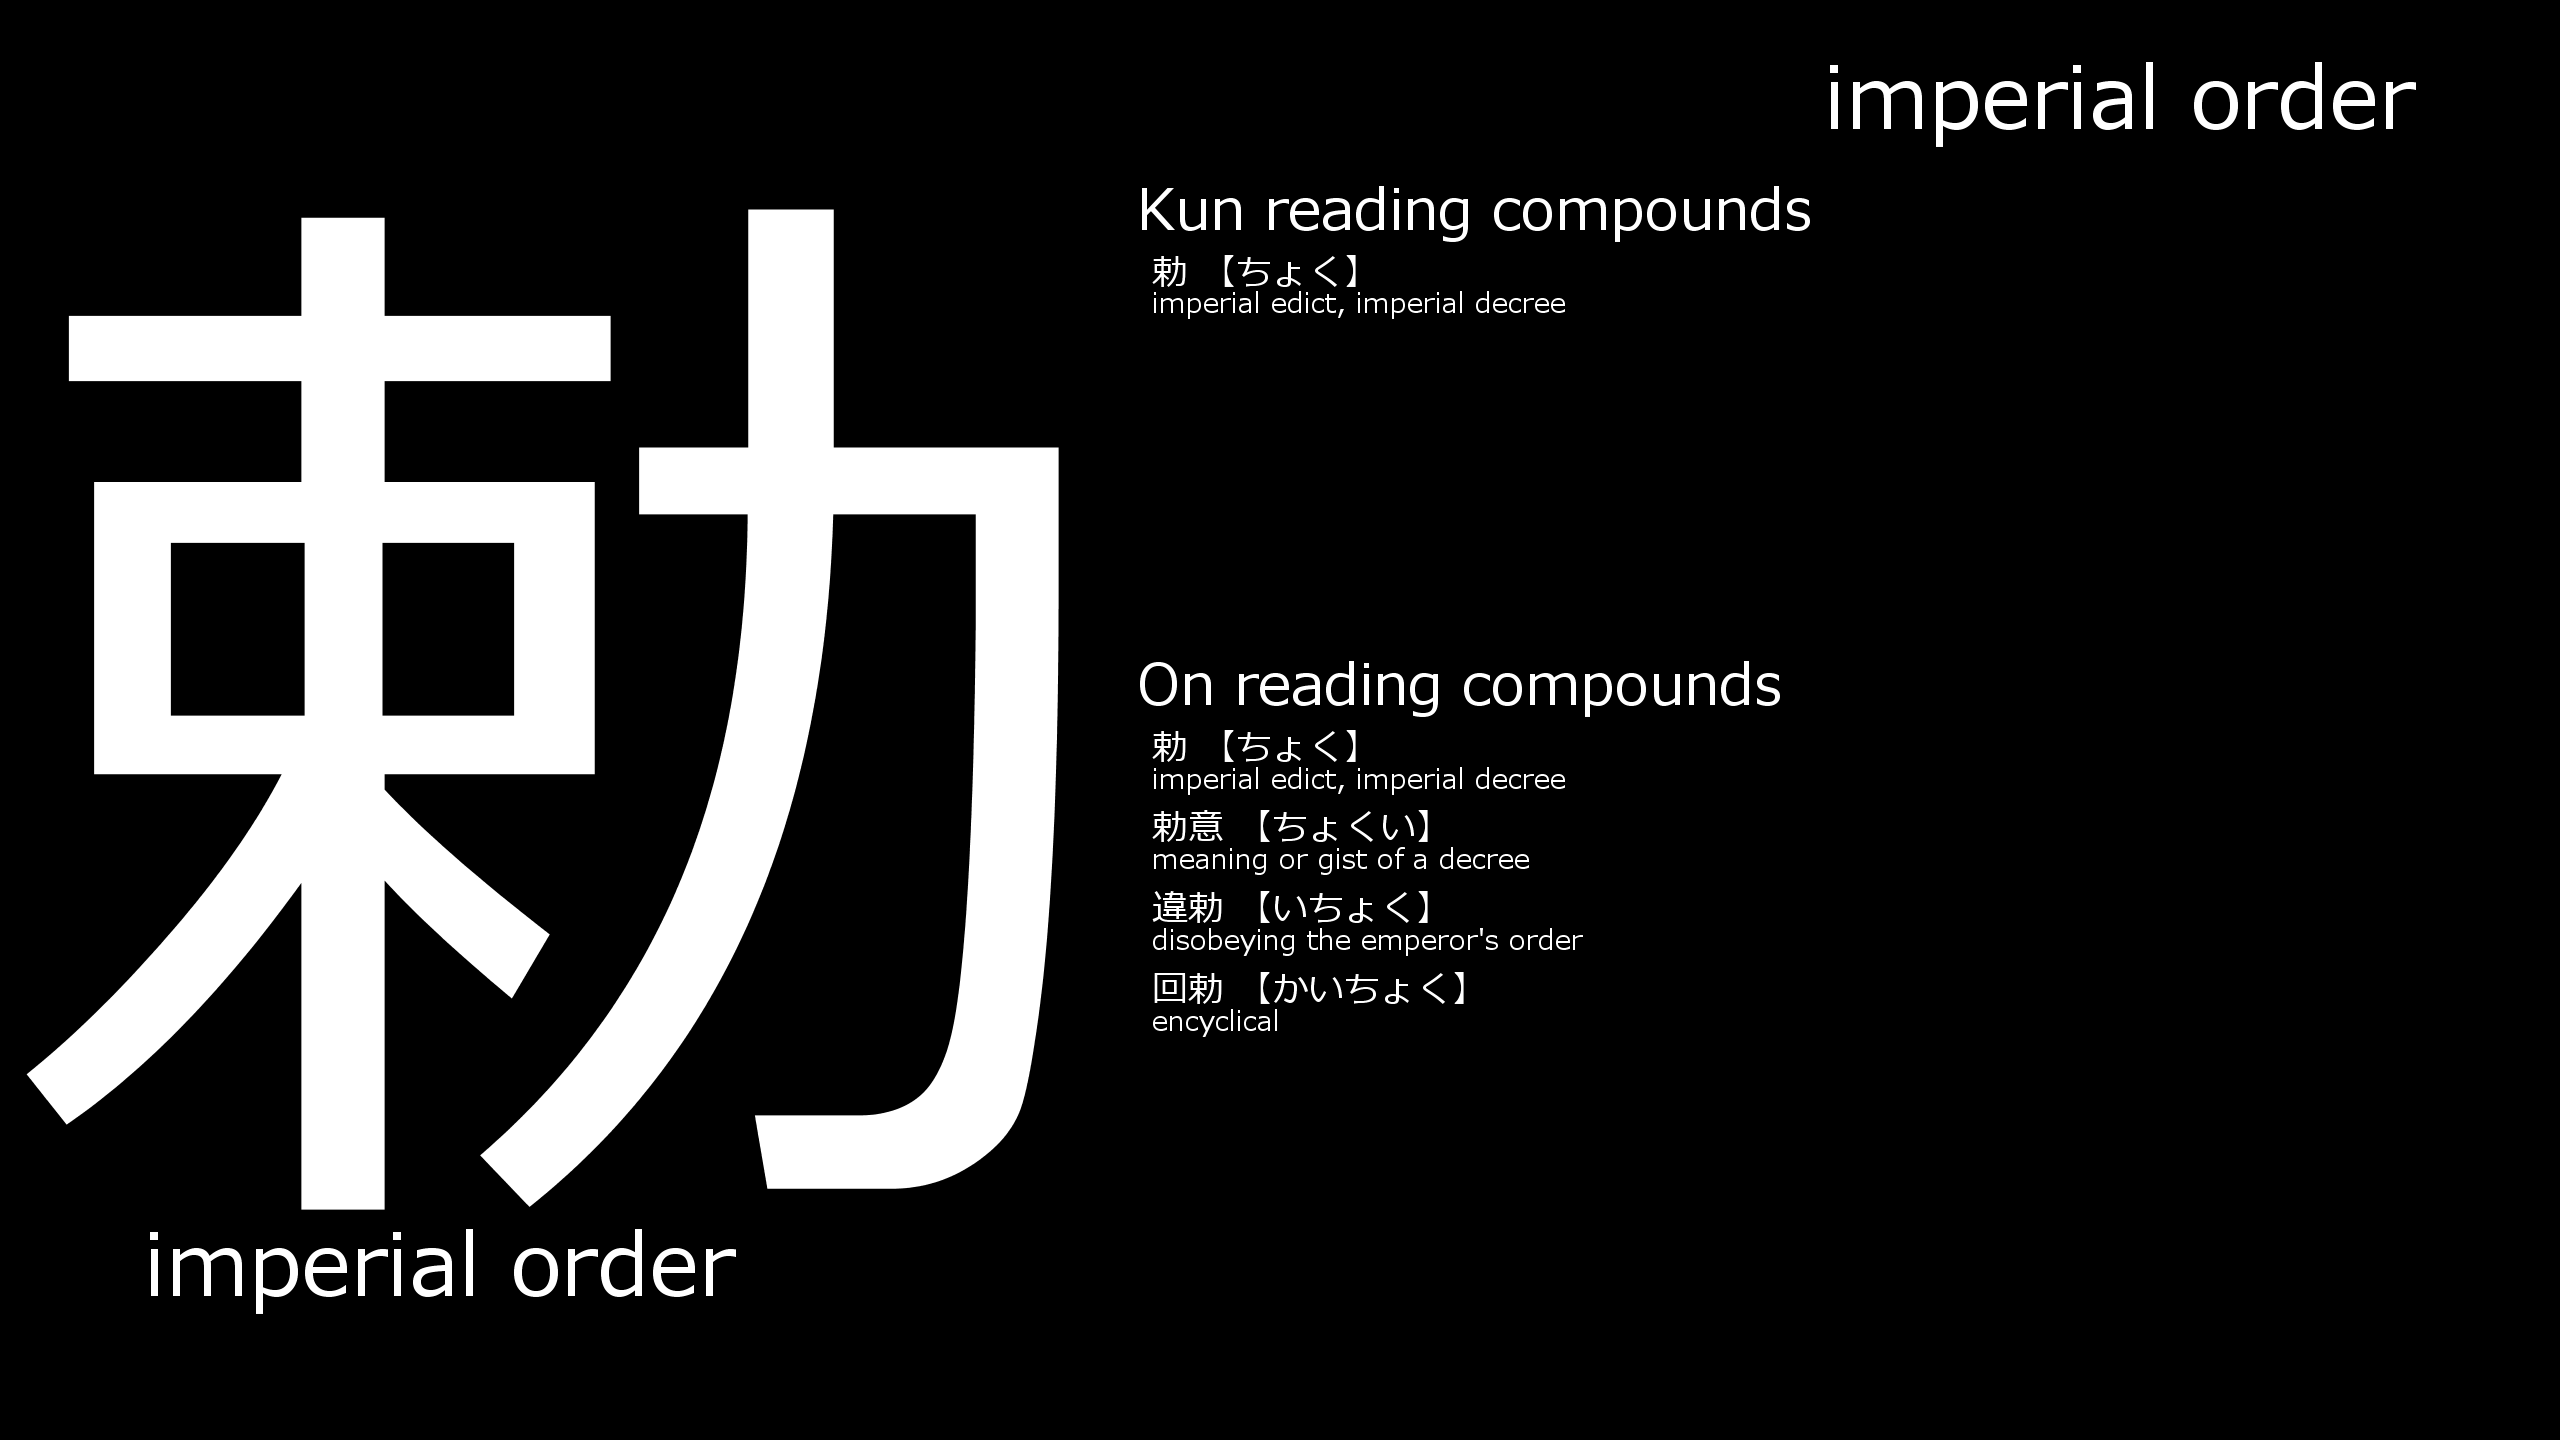 imperial order
勅
imperial order
Kun reading compounds
勅 【ちょく】
imperial edict, imperial decree
On reading compounds
勅 【ちょく】
imperial edict, imperial decree
勅意 【ちょくい】
meaning or gist of a decree
違勅 【いちょく】
disobeying the emperor's order
回勅 【かいちょく】
encyclical